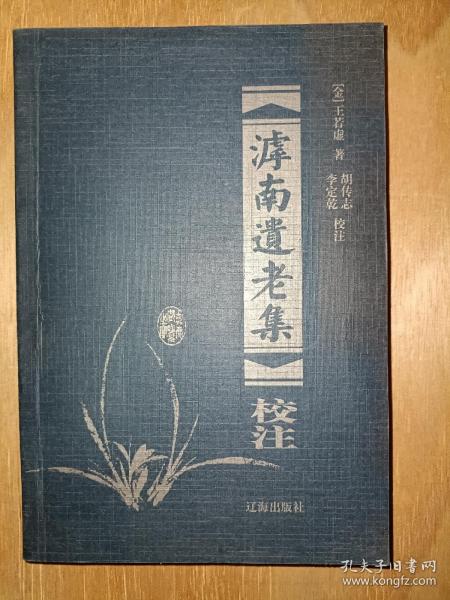 [金]王若虚 著
胡传志
李定乾 校注
滹南遺老集
校注
辽海出版社
孔夫子旧书网
www.kongfz.com